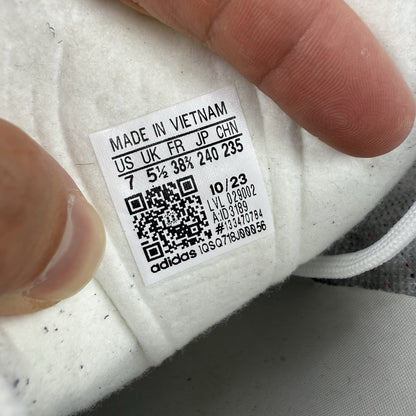 MADE IN VIETNAM
US UK FR JP CHN
7 5½ 38⅔ 240 235
10/23
LVL 029002
A:ID3189
#133470784
1QSQ718J00056
adidas